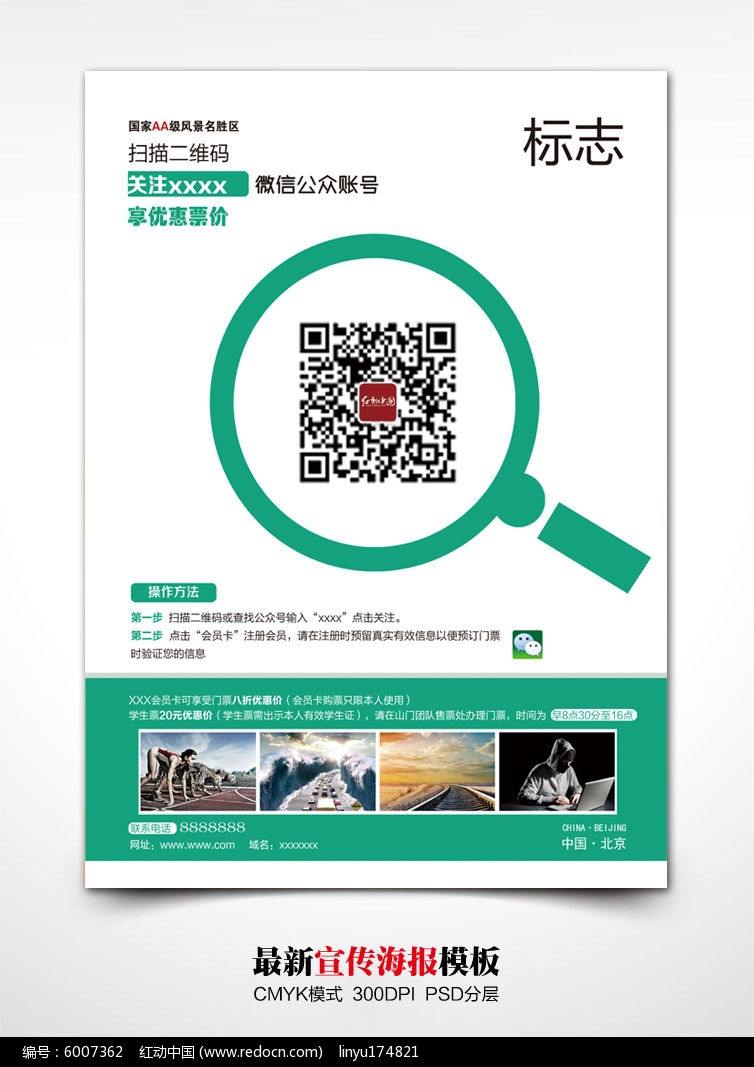 国家AA级风景名胜区
标志
扫描二维码
关注xxxx 微信公众账号
享优惠票价
红动中国
操作方法
第一步 扫描二维码或查找公众号输入“xxxx”点击关注。
第二步 点击“会员卡”注册会员，请在注册时预留真实有效信息以便预订门票
时验证您的信息
XXX会员卡可享受门票八折优惠价（会员卡购票只限本人使用）
学生票20元优惠价（学生票需出示本人有效学生证），请在山门团队售票处办理门票，时间为 早8点30分至16点
联系电话 8888888
CHINA·BEIJING
网址：www.www.com 域名：xxxxxxx
中国·北京
最新宣传海报模板
CMYK模式 300DPI PSD分层
编号：6007362 红动中国 (www.redocn.com) linyu174821